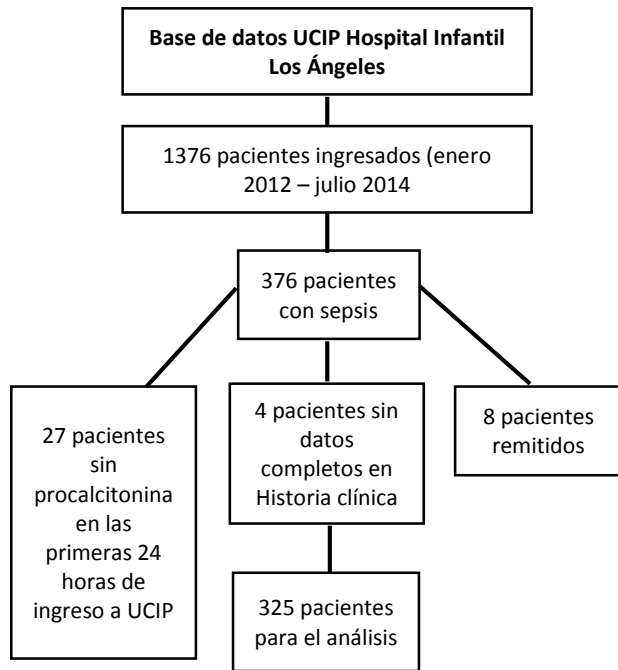 Base de datos UCIP Hospital Infantil
Los Ángeles
1376 pacientes ingresados (enero
2012 – julio 2014
376 pacientes
con sepsis
27 pacientes
sin
procalcitonina
en las
primeras 24
horas de
ingreso a UCIP
4 pacientes sin
datos
completos en
Historia clínica
8 pacientes
remitidos
325 pacientes
para el análisis